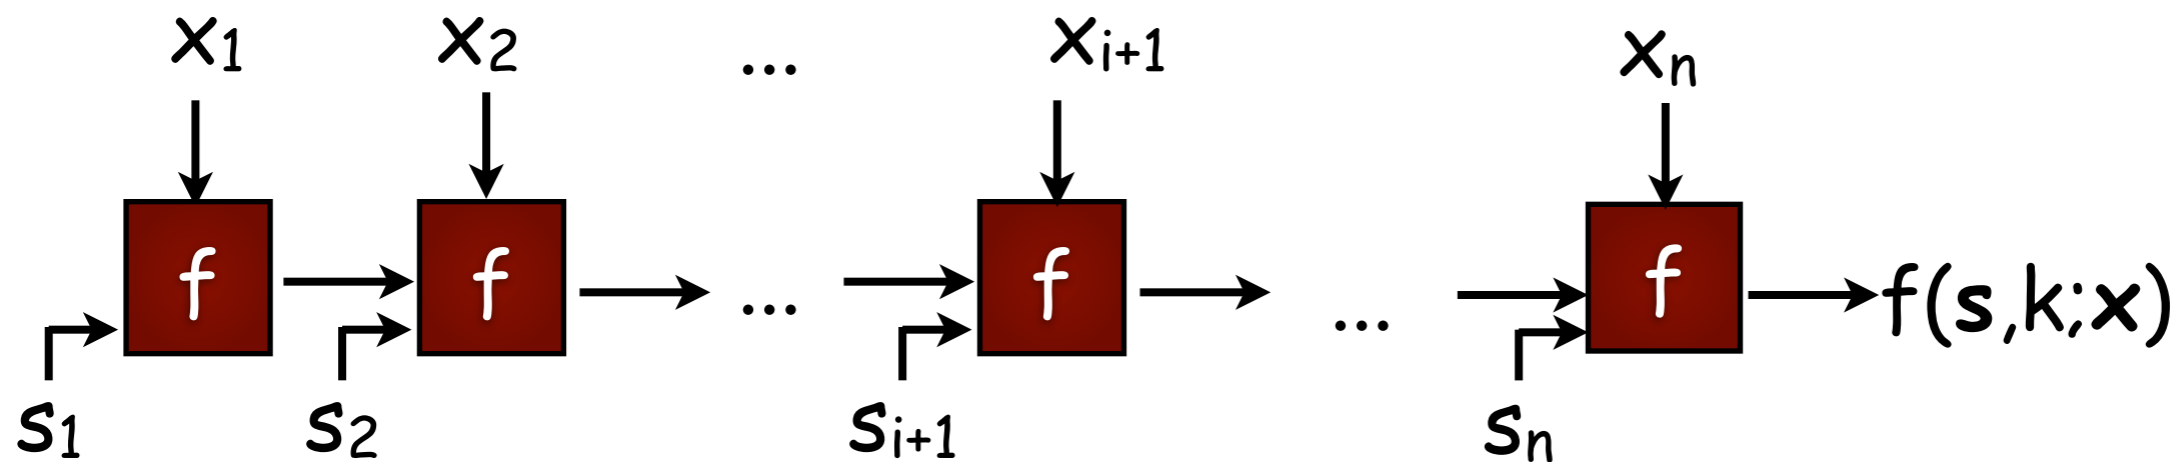 x1 x2 ... xi+1 xn
f f ... f ... f f(s,k;x)
s1 s2 si+1 sn